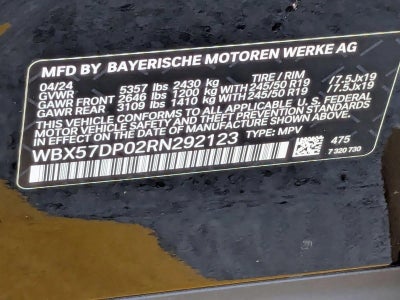 MFD BY BAYERISCHE MOTOREN WERKE AG
04/24
GVWR 5357 lbs 2430 kg TIRE / RIM
GAWR FRONT 2646 lbs 1200 kg WITH 245/50 R19 /7.5Jx19
GAWR REAR 3109 lbs 1410 kg WITH 245/50 R19 /7.5Jx19
THIS VEHICLE CONFORMS TO ALL APPLICABLE U.S. FEDERAL
MOTOR VEHICLE SAFETY AND THEFT PREVENTION STANDARDS
IN EFFECT ON THE DATE OF MANUFACTURE SHOWN ABOVE.
WBX57DP02RN292123 TYPE: MPV 475
7 320 730